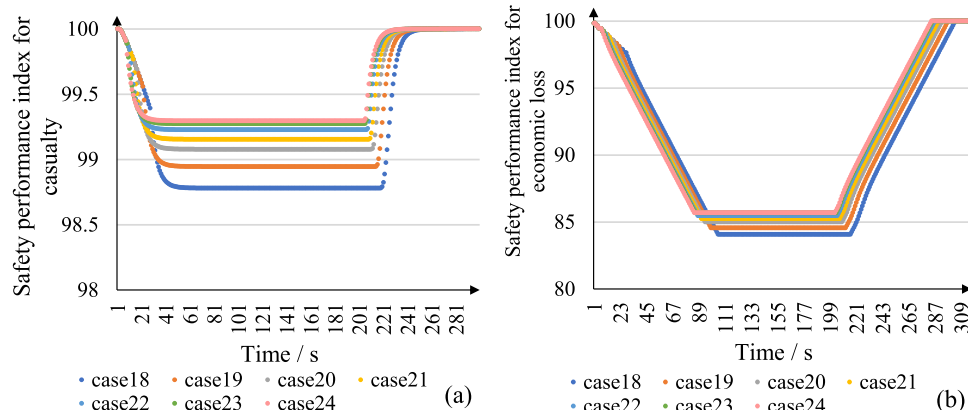 Safety performance index for
casualty
100
99.5
99
98.5
98
1 21 41 61 81 101 121 141 161 181 201 221 241 261 281
Time / s
case18 case19 case20 case21
case22 case23 case24
(a)
Safety performance index for
economic loss
100
95
90
85
80
1 23 45 67 89 111 133 155 177 199 221 243 265 287 309
Time / s
case18 case19 case20 case21
case22 case23 case24
(b)